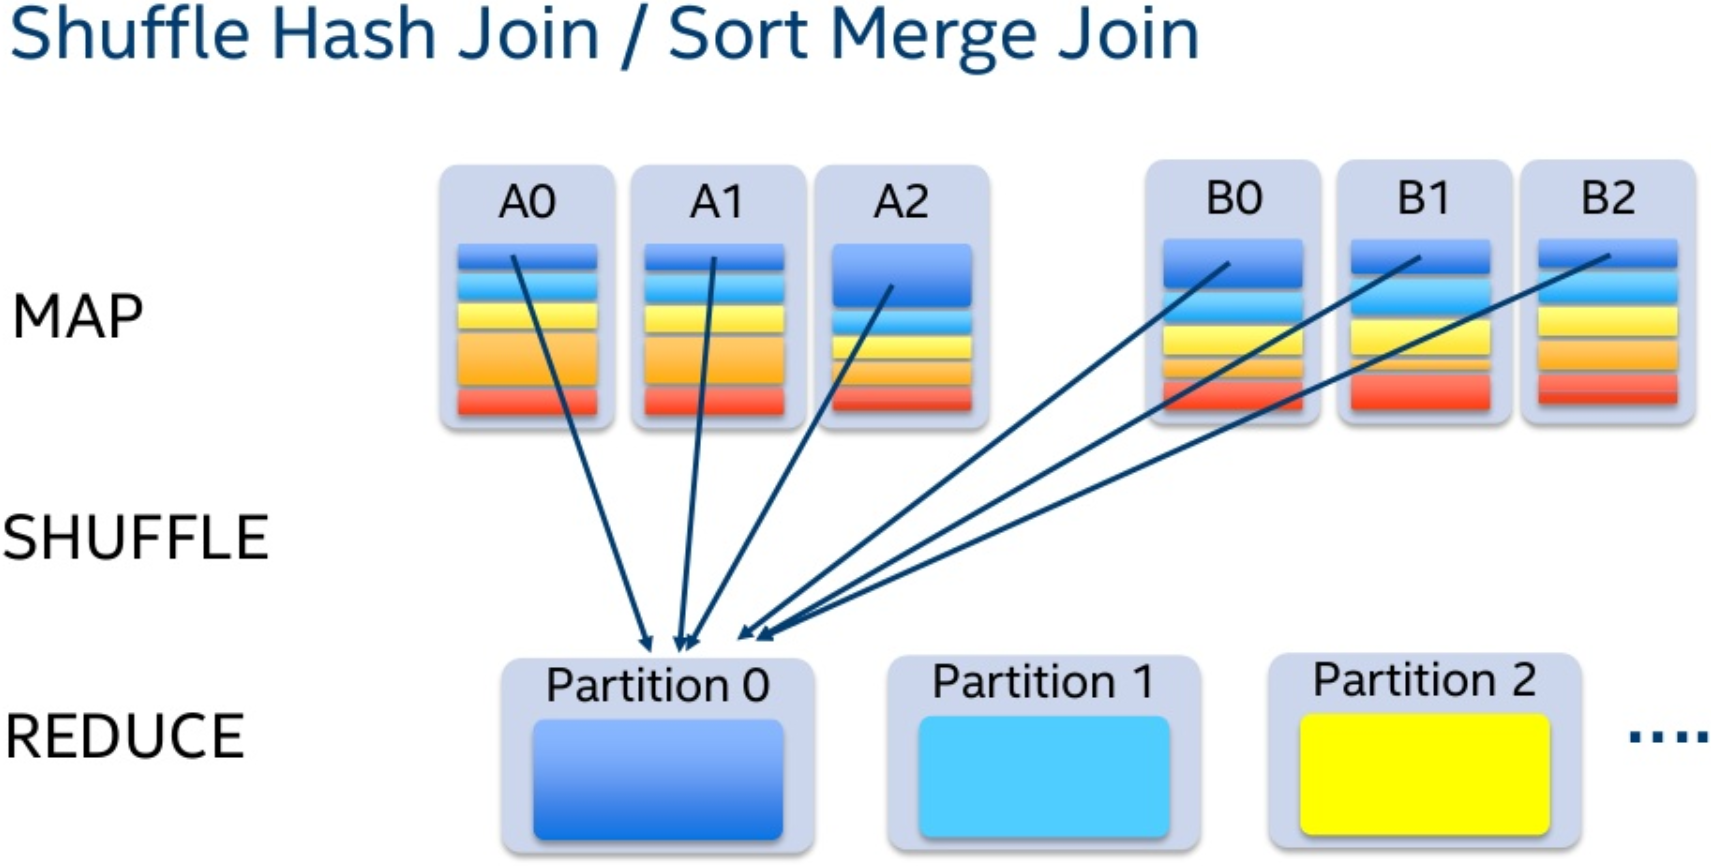 Shuffle Hash Join / Sort Merge Join
A0 A1 A2 B0 B1 B2
MAP
SHUFFLE
Partition 0 Partition 1 Partition 2
REDUCE ....